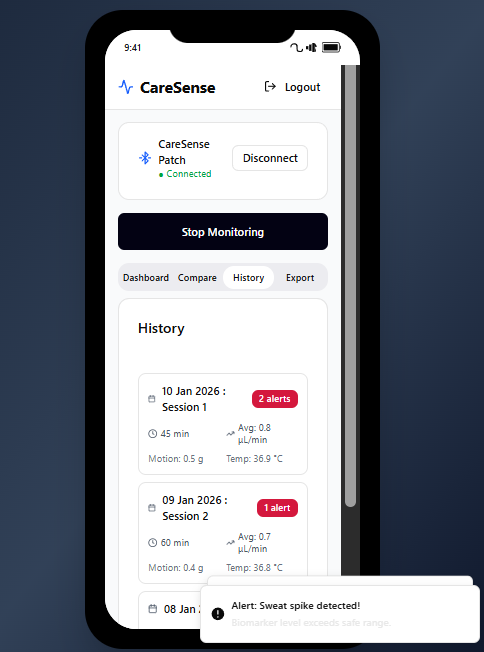 9:41
CareSense
Logout
CareSense
Patch
● Connected
Disconnect
Stop Monitoring
Dashboard Compare History Export
History
10 Jan 2026 :
Session 1
2 alerts
45 min
Avg: 0.8
µL/min
Motion: 0.5 g
Temp: 36.9 °C
09 Jan 2026 :
Session 2
1 alert
60 min
Avg: 0.7
µL/min
Motion: 0.4 g
Temp: 36.8 °C
08 Jan
Alert: Sweat spike detected!
Biomarker level exceeds safe range.